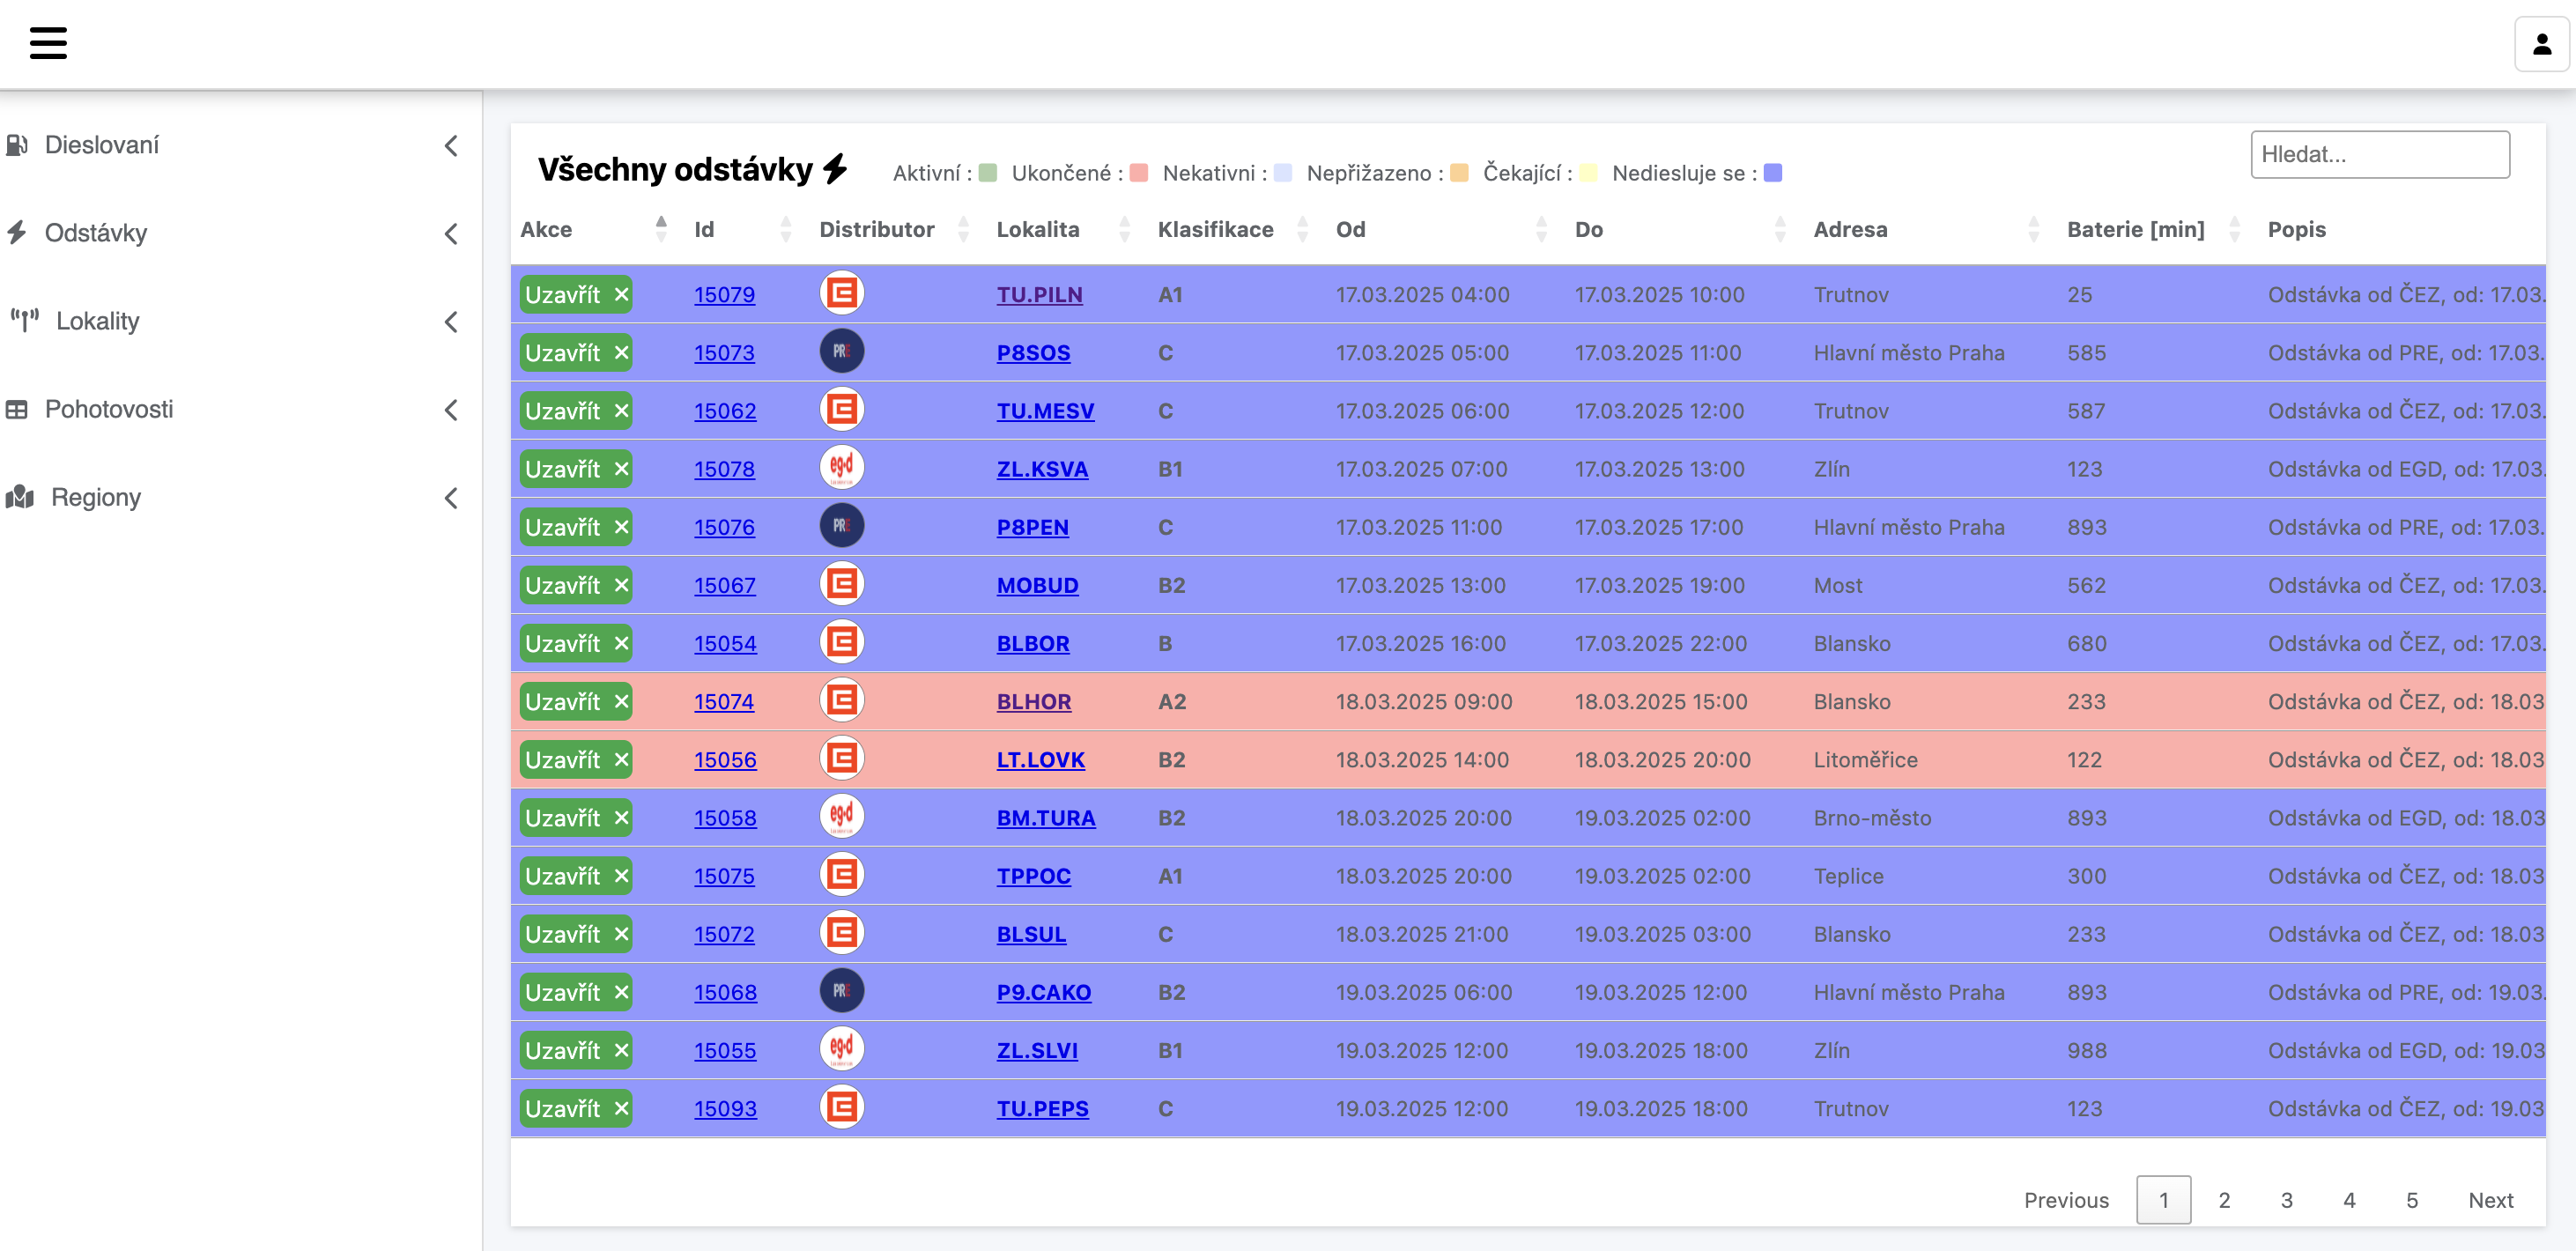 Dieslovaní
Odstávky
Lokality
Pohotovosti
Regiony
Všechny odstávky Aktivní : Ukončené : Nekativni : Nepřižazeno : Čekající : Nediesluje se : Hledat...
Akce Id Distributor Lokalita Klasifikace Od Do Adresa Baterie [min] Popis
Uzavřít × 15079 TU.PILN A1 17.03.2025 04:00 17.03.2025 10:00 Trutnov 25 Odstávka od ČEZ, od: 17.03.
Uzavřít × 15073 PRE P8SOS C 17.03.2025 05:00 17.03.2025 11:00 Hlavní město Praha 585 Odstávka od PRE, od: 17.03.
Uzavřít × 15062 TU.MESV C 17.03.2025 06:00 17.03.2025 12:00 Trutnov 587 Odstávka od ČEZ, od: 17.03.
Uzavřít × 15078 eg·d ZL.KSVA B1 17.03.2025 07:00 17.03.2025 13:00 Zlín 123 Odstávka od EGD, od: 17.03.
Uzavřít × 15076 PRE P8PEN C 17.03.2025 11:00 17.03.2025 17:00 Hlavní město Praha 893 Odstávka od PRE, od: 17.03.
Uzavřít × 15067 MOBUD B2 17.03.2025 13:00 17.03.2025 19:00 Most 562 Odstávka od ČEZ, od: 17.03.
Uzavřít × 15054 BLBOR B 17.03.2025 16:00 17.03.2025 22:00 Blansko 680 Odstávka od ČEZ, od: 17.03.
Uzavřít × 15074 BLHOR A2 18.03.2025 09:00 18.03.2025 15:00 Blansko 233 Odstávka od ČEZ, od: 18.03
Uzavřít × 15056 LT.LOVK B2 18.03.2025 14:00 18.03.2025 20:00 Litoměřice 122 Odstávka od ČEZ, od: 18.03
Uzavřít × 15058 eg·d BM.TURA B2 18.03.2025 20:00 19.03.2025 02:00 Brno-město 893 Odstávka od EGD, od: 18.03
Uzavřít × 15075 TPPOC A1 18.03.2025 20:00 19.03.2025 02:00 Teplice 300 Odstávka od ČEZ, od: 18.03
Uzavřít × 15072 BLSUL C 18.03.2025 21:00 19.03.2025 03:00 Blansko 233 Odstávka od ČEZ, od: 18.03
Uzavřít × 15068 PRE P9.CAKO B2 19.03.2025 06:00 19.03.2025 12:00 Hlavní město Praha 893 Odstávka od PRE, od: 19.03.
Uzavřít × 15055 eg·d ZL.SLVI B1 19.03.2025 12:00 19.03.2025 18:00 Zlín 988 Odstávka od EGD, od: 19.03
Uzavřít × 15093 TU.PEPS C 19.03.2025 12:00 19.03.2025 18:00 Trutnov 123 Odstávka od ČEZ, od: 19.03
Previous 1 2 3 4 5 Next